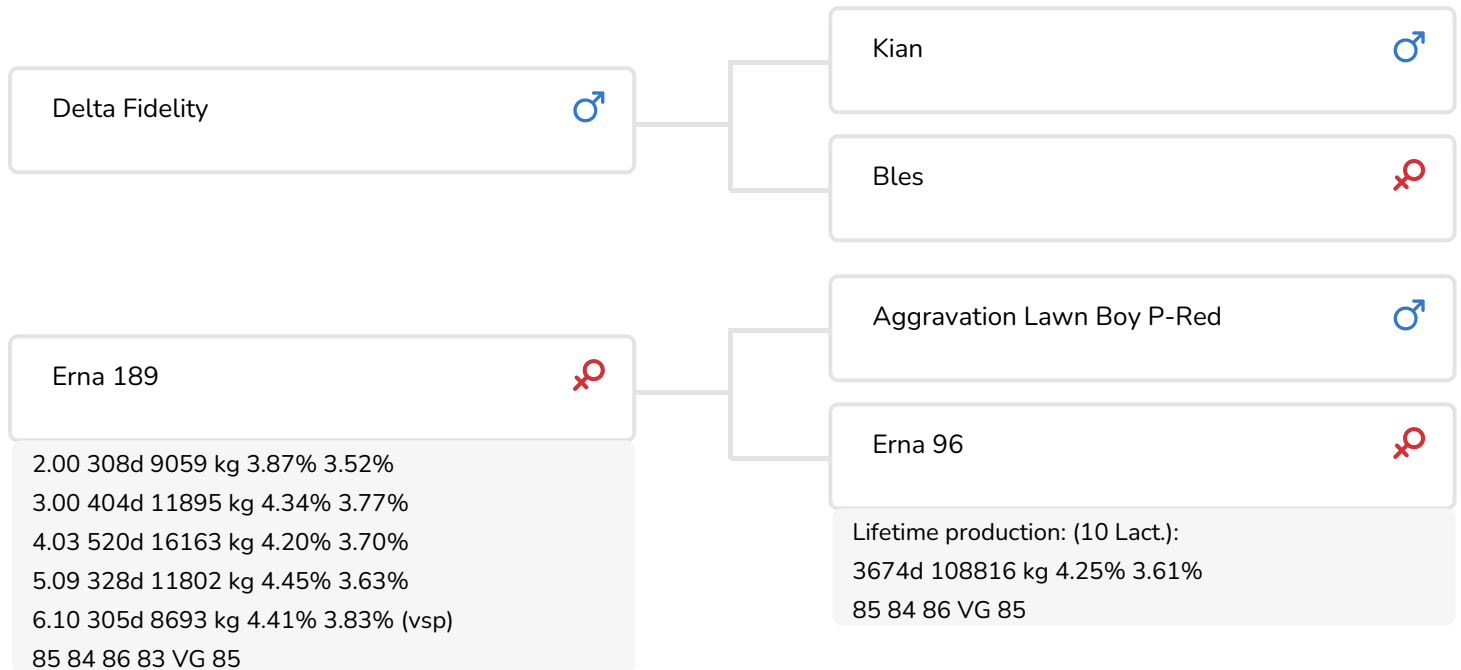 Kian
Delta Fidelity
Bles
Aggravation Lawn Boy P-Red
Erna 189
Erna 96
2.00 308d 9059 kg 3.87% 3.52%
3.00 404d 11895 kg 4.34% 3.77%
4.03 520d 16163 kg 4.20% 3.70%
5.09 328d 11802 kg 4.45% 3.63%
6.10 305d 8693 kg 4.41% 3.83% (vsp)
85 84 86 83 VG 85
Lifetime production: (10 Lact.):
3674d 108816 kg 4.25% 3.61%
85 84 86 VG 85